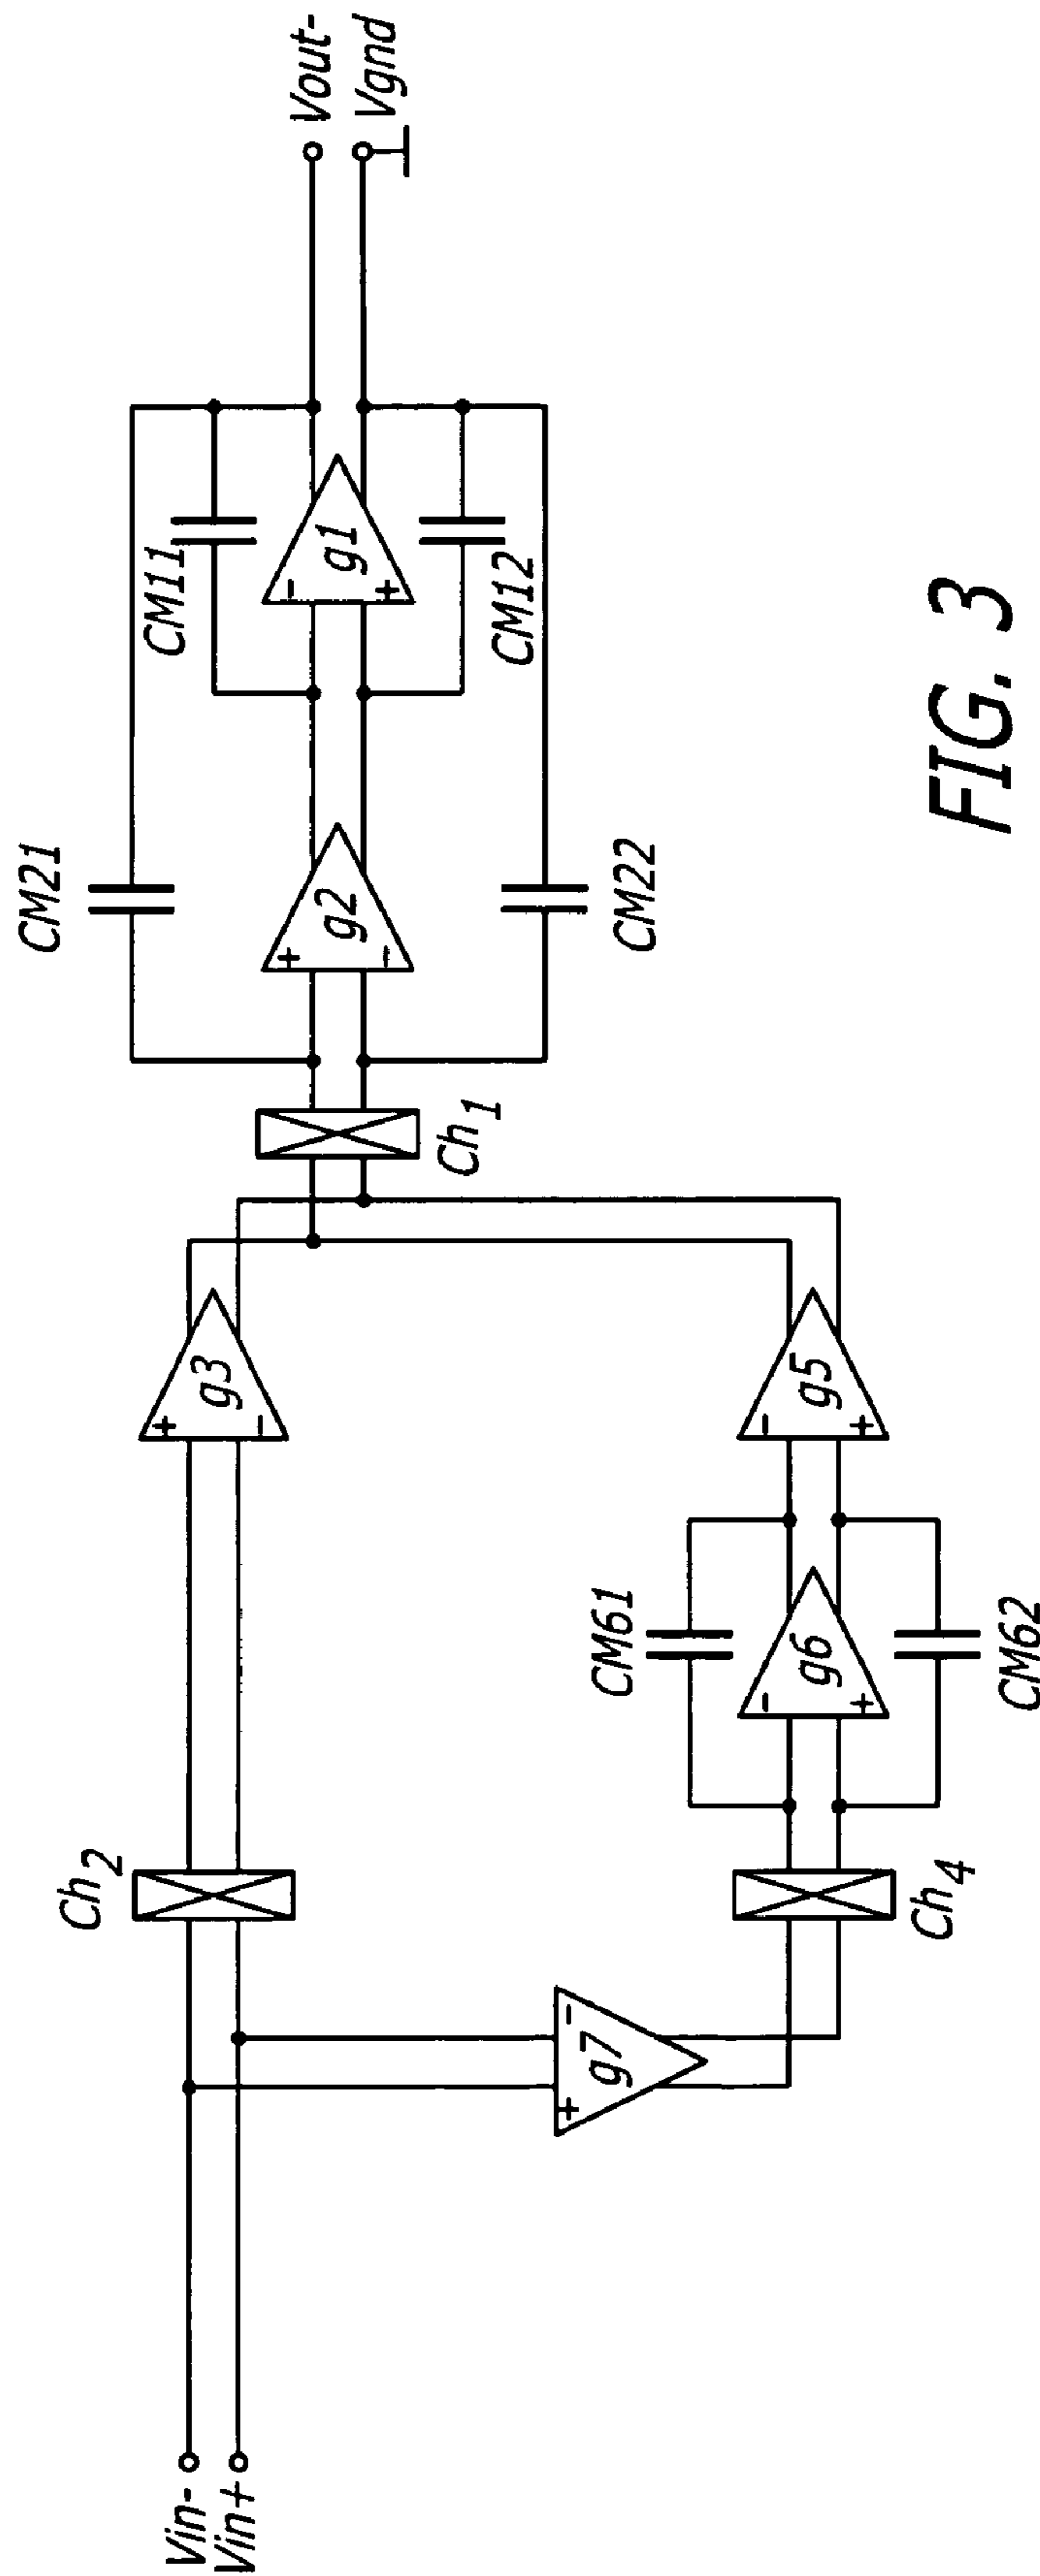 Vin-
Vin+
Ch2
g7
+
-
Ch4
g3
+
-
g6
-
+
CM61
CM62
g5
-
+
Ch1
g2
+
-
CM21
CM22
g1
-
+
CM11
CM12
Vout-
Vgnd
FIG. 3